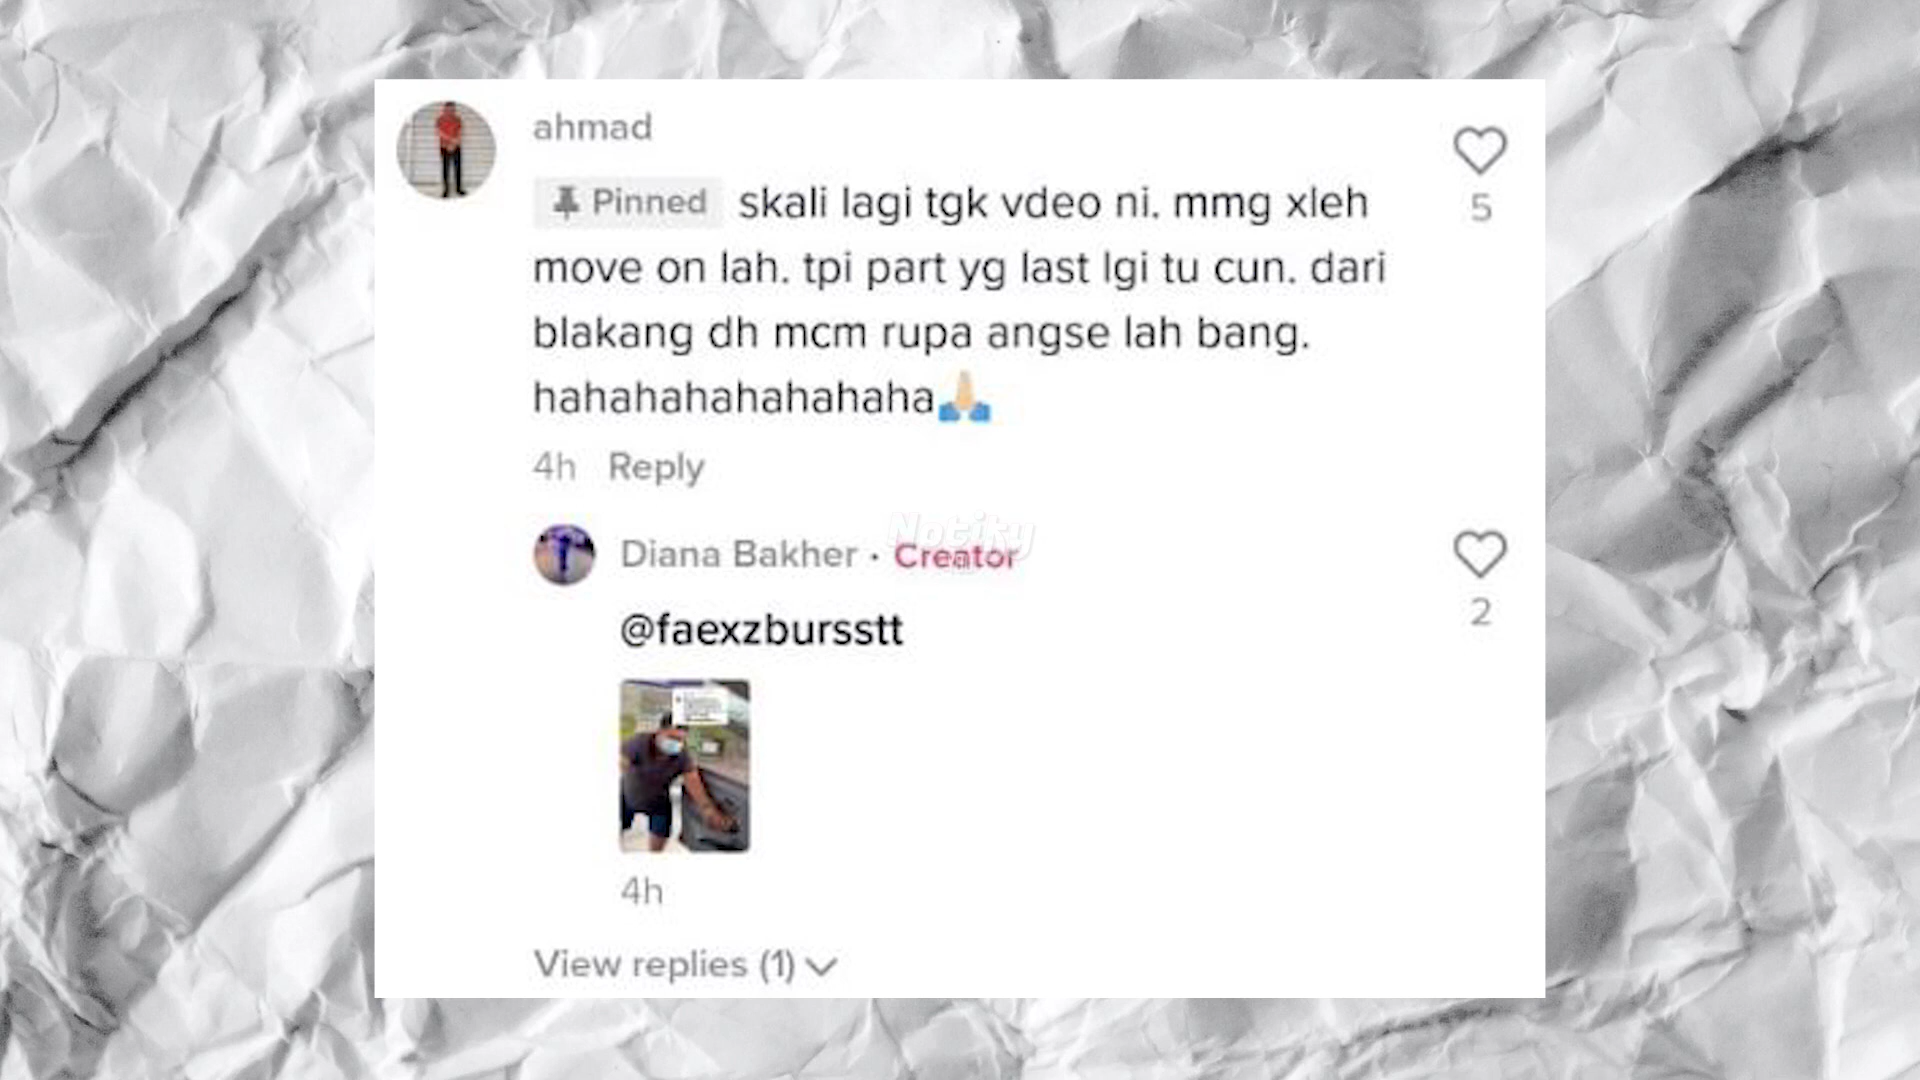 ahmad
Pinned skali lagi tgk vdeo ni. mmg xleh
5
move on lah. tpi part yg last lgi tu cun. dari
blakang dh mcm rupa angse lah bang.
hahahahahahahaha🙏🏻
4h Reply
Notify
Diana Bakher · Creator
2
@faexzbursstt
4h
View replies (1)